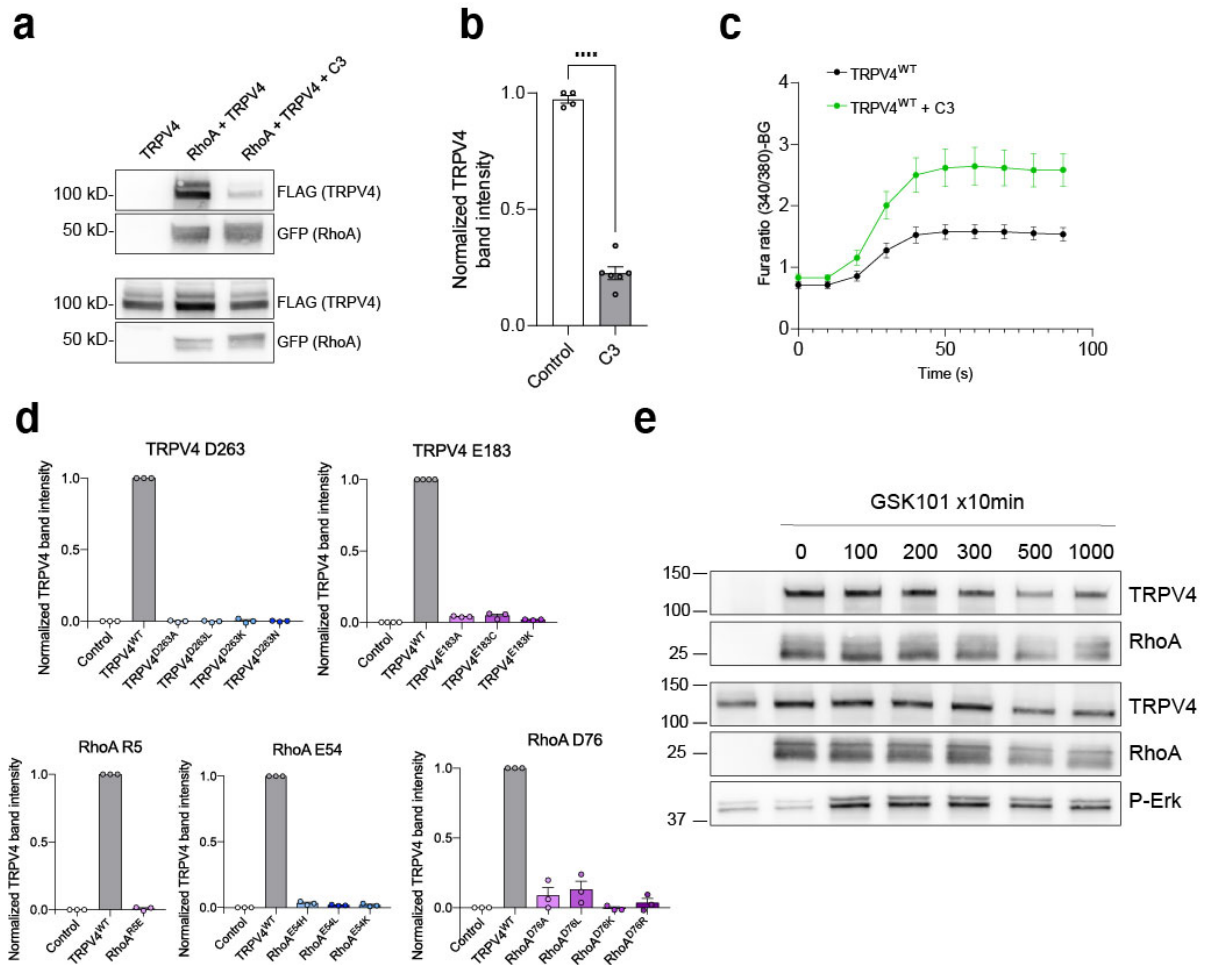 a
TRPV4
RhoA + TRPV4
RhoA + TRPV4 + C3
100 kD-
FLAG (TRPV4)
50 kD-
GFP (RhoA)
100 kD-
FLAG (TRPV4)
50 kD-
GFP (RhoA)
b
****
Normalized TRPV4
band intensity
1.0
0.5
0.0
Control
C3
c
TRPV4WT
TRPV4WT + C3
Fura ratio (340/380)-BG
4
3
2
1
0
0
50
100
Time (s)
d
TRPV4 D263
Normalized TRPV4 band intensity
1.0
0.5
0.0
Control
TRPV4WT
TRPV4D263A
TRPV4D263L
TRPV4D263K
TRPV4D263N
TRPV4 E183
Normalized TRPV4 band intensity
1.0
0.5
0.0
Control
TRPV4WT
TRPV4E183A
TRPV4E183C
TRPV4E183K
RhoA R5
Normalized TRPV4 band intensity
1.0
0.5
0.0
Control
TRPV4WT
RhoAR5E
RhoA E54
Normalized TRPV4 band intensity
1.0
0.5
0.0
Control
TRPV4WT
RhoAE54H
RhoAE54L
RhoAE54K
RhoA D76
Normalized TRPV4 band intensity
1.0
0.5
0.0
Control
TRPV4WT
RhoAD76A
RhoAD76L
RhoAD76K
RhoAD76R
e
GSK101 x10min
0 100 200 300 500 1000
150
100
TRPV4
25
RhoA
150
100
TRPV4
25
RhoA
37
P-Erk